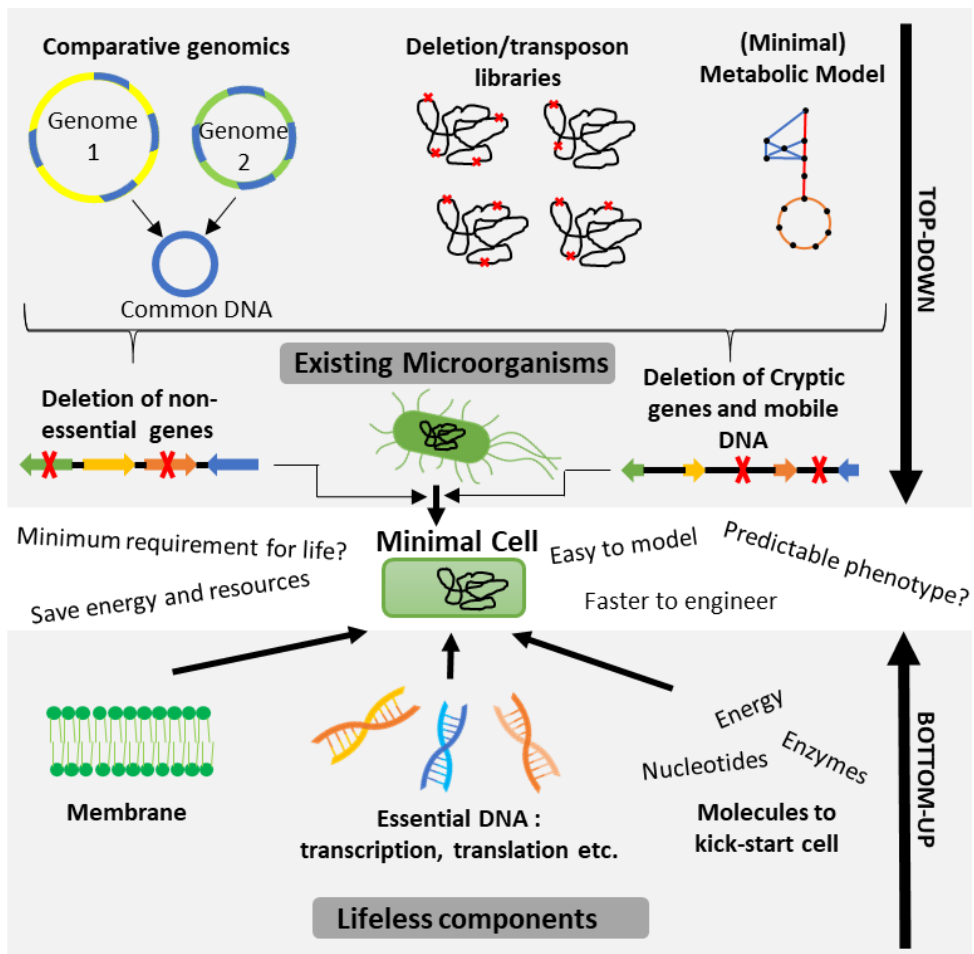 Comparative genomics
Deletion/transposon
libraries
(Minimal)
Metabolic Model
Genome
1
Genome
2
Common DNA
TOP-DOWN
Existing Microorganisms
Deletion of non-
essential genes
Deletion of Cryptic
genes and mobile
DNA
Minimum requirement for life?
Save energy and resources
Minimal Cell
Easy to model
Faster to engineer
Predictable phenotype?
Membrane
Essential DNA :
transcription, translation etc.
Energy
Nucleotides
Enzymes
Molecules to
kick-start cell
BOTTOM-UP
Lifeless components